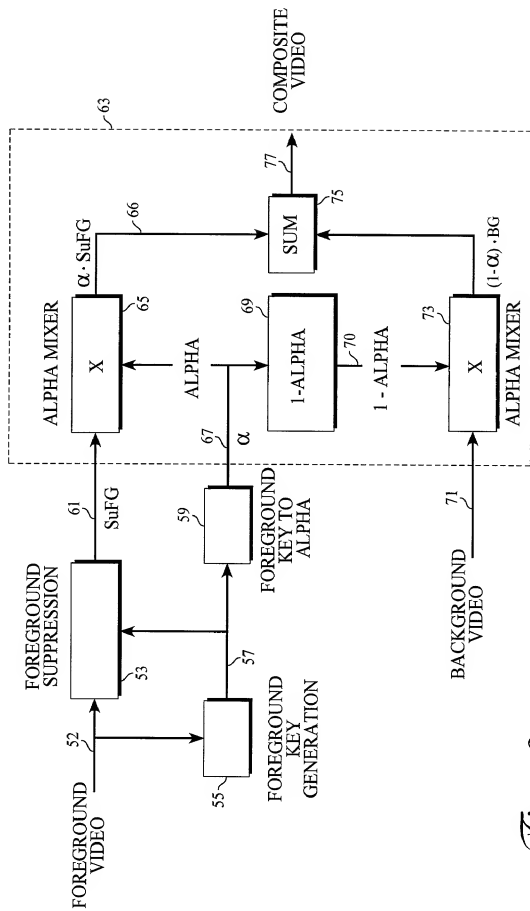 FOREGROUND
VIDEO
52
FOREGROUND
SUPPRESSION
53
55
FOREGROUND
KEY
GENERATION
57
61
SuFG
59
FOREGROUND
KEY TO
ALPHA
67
α
BACKGROUND
VIDEO
71
ALPHA MIXER
X
65
α · SuFG
66
ALPHA
1-ALPHA
69
70
1 - ALPHA
X
73
ALPHA MIXER
(1-α) · BG
SUM
75
77
63
COMPOSITE
VIDEO